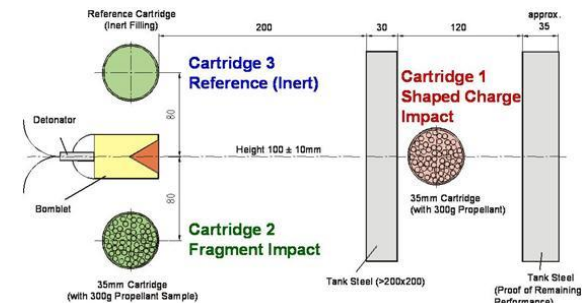 Reference Cartridge
(Inert Filling)
200
30
120
approx.
35
Cartridge 3
Reference (Inert)
Cartridge 1
Shaped Charge
Impact
80
Detonator
Height 100 ± 10mm
80
Bomblet
35mm Cartridge
(with 300g Propellant)
Cartridge 2
Fragment Impact
35mm Cartridge
(with 300g Propellant Sample)
Tank Steel (>200x200)
Tank Steel
(Proof of Remaining
Performance)